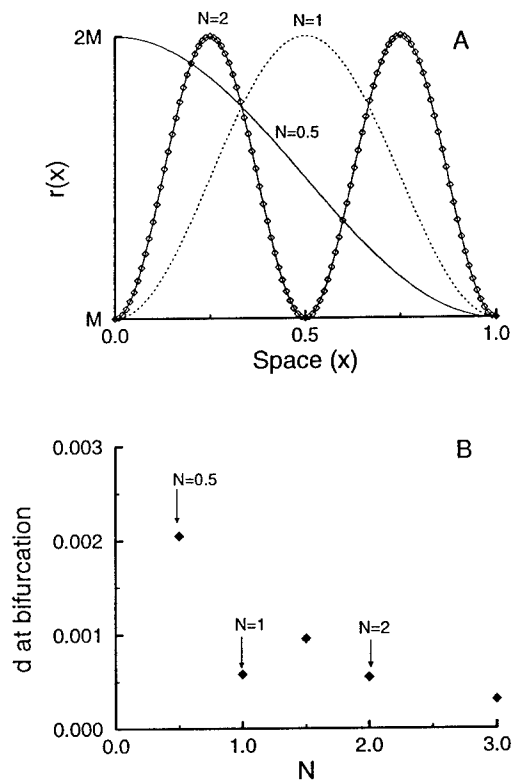 N=2
N=1
A
2M
N=0.5
r(x)
M
0.0
0.5
1.0
Space (x)
B
0.003
N=0.5
0.002
d at bifurcation
N=1
N=2
0.001
0.000
0.0
1.0
2.0
3.0
N